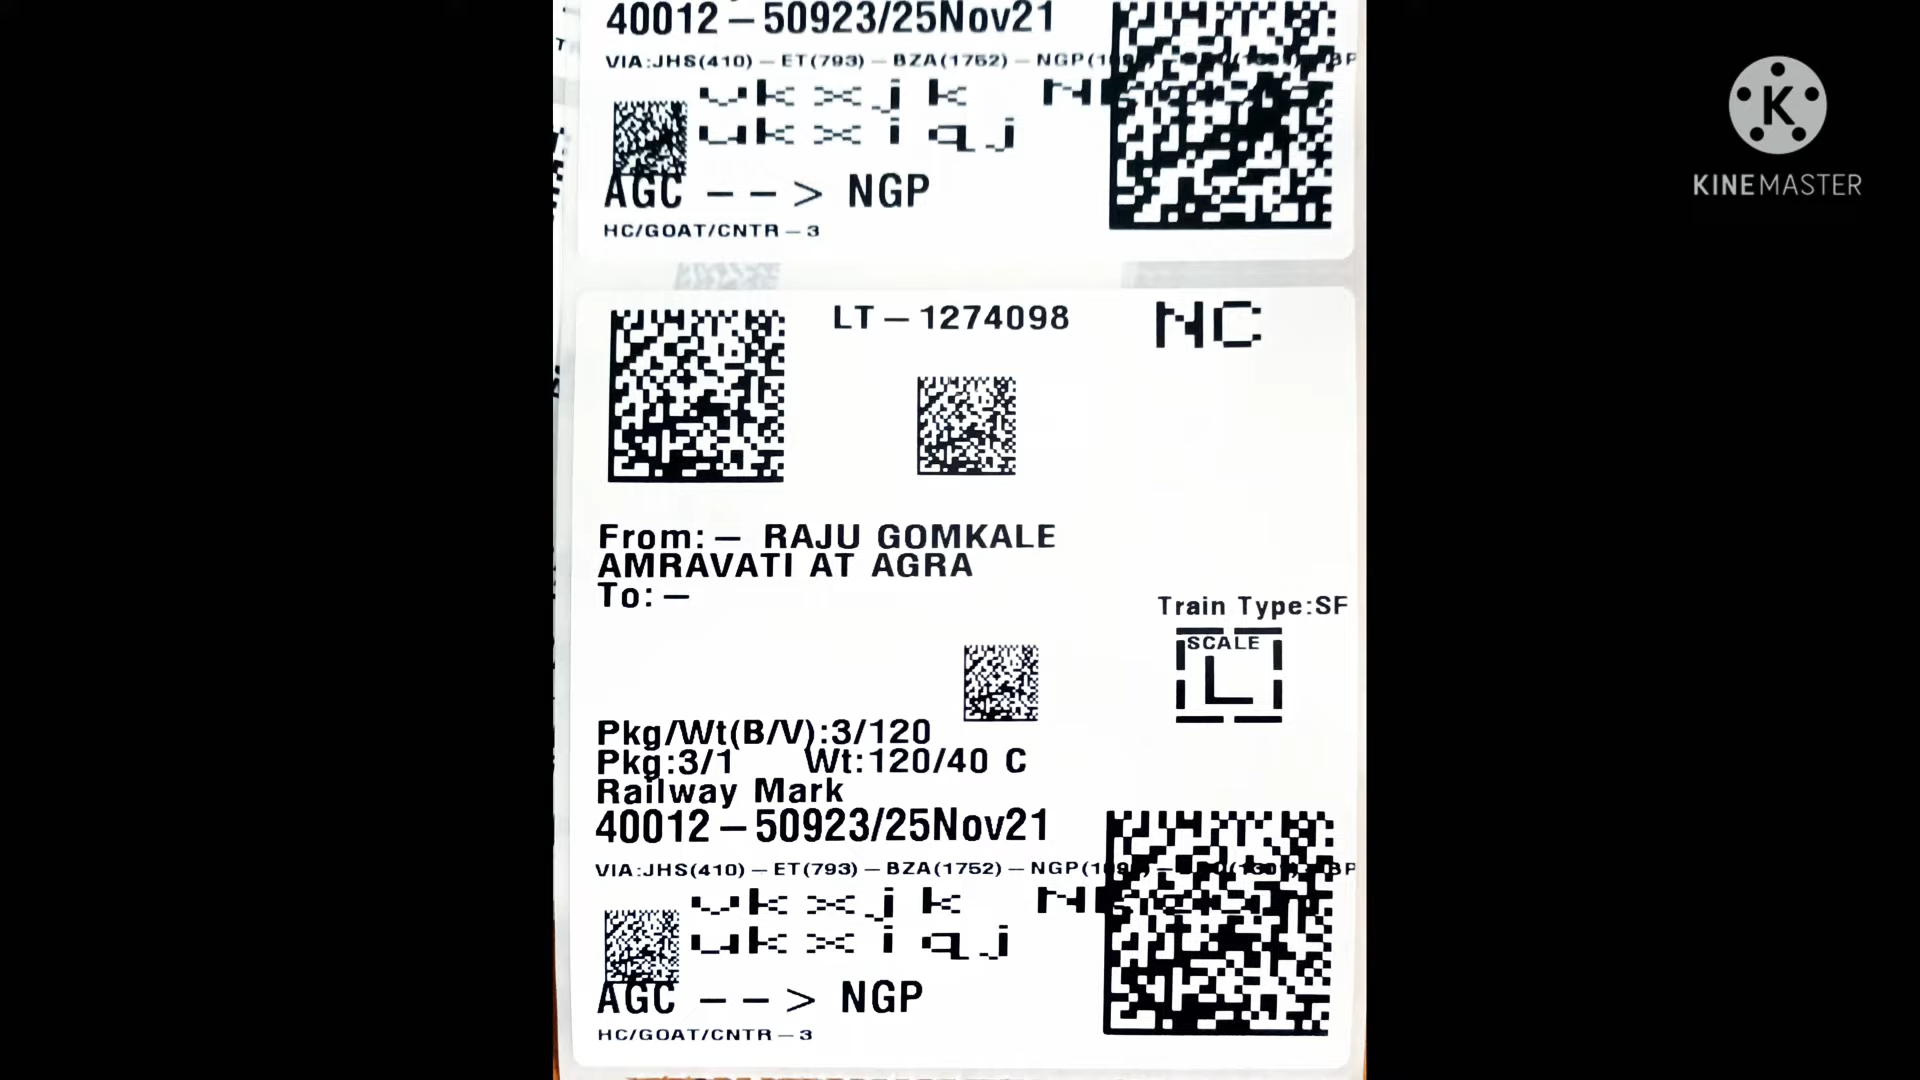 40012-50923/25Nov21
VIA:JHS(410)-ET(793)-BZA(1752)-NGP(
AGC --> NGP
HC/GOAT/CNTR-3
LT-1274098 NC
From:- RAJU GOMKALE
AMRAVATI AT AGRA
To:-
Train Type:SF
SCALE
L
Pkg/Wt(B/V):3/120
Pkg:3/1 Wt:120/40 C
Railway Mark
40012-50923/25Nov21
VIA:JHS(410)-ET(793)-BZA(1752)-NGP(
ukxjk
ukxiqj
AGC --> NGP
HC/GOAT/CNTR-3
KINEMASTER